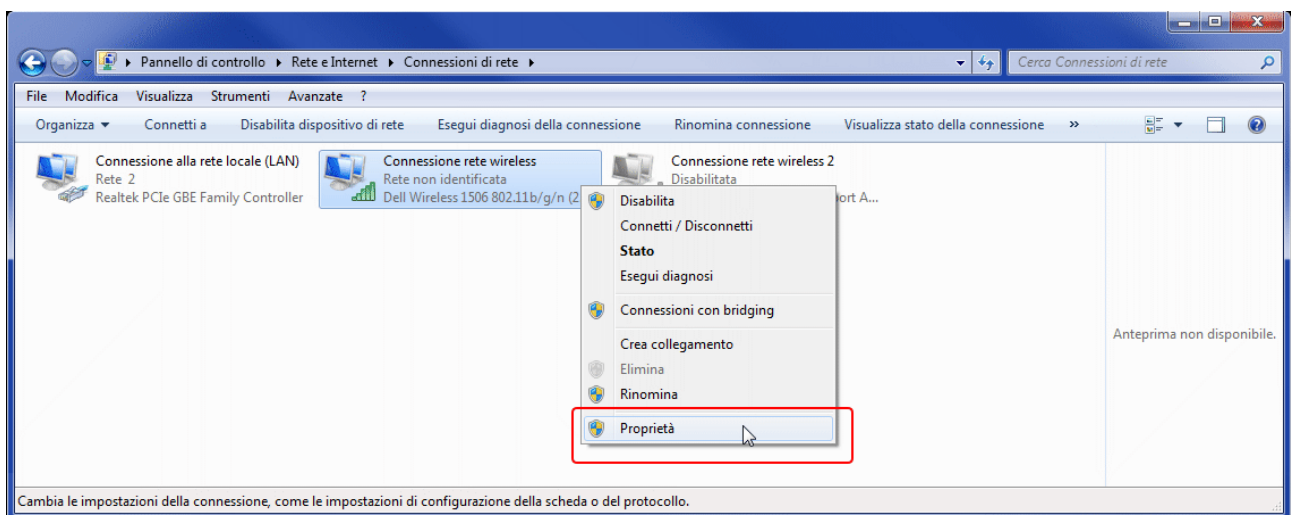 Pannello di controllo Rete e Internet Connessioni di rete
Cerca Connessioni di rete
File Modifica Visualizza Strumenti Avanzate ?
Organizza Connetti a Disabilita dispositivo di rete Esegui diagnosi della connessione Rinomina connessione Visualizza stato della connessione »
Connessione alla rete locale (LAN)
Rete 2
Realtek PCIe GBE Family Controller
Connessione rete wireless
Rete non identificata
Dell Wireless 1506 802.11b/g/n (2
Connessione rete wireless 2
Disabilitata
ort A...
Disabilita
Connetti / Disconnetti
Stato
Esegui diagnosi
Connessioni con bridging
Crea collegamento
Elimina
Rinomina
Proprietà
Anteprima non disponibile.
Cambia le impostazioni della connessione, come le impostazioni di configurazione della scheda o del protocollo.